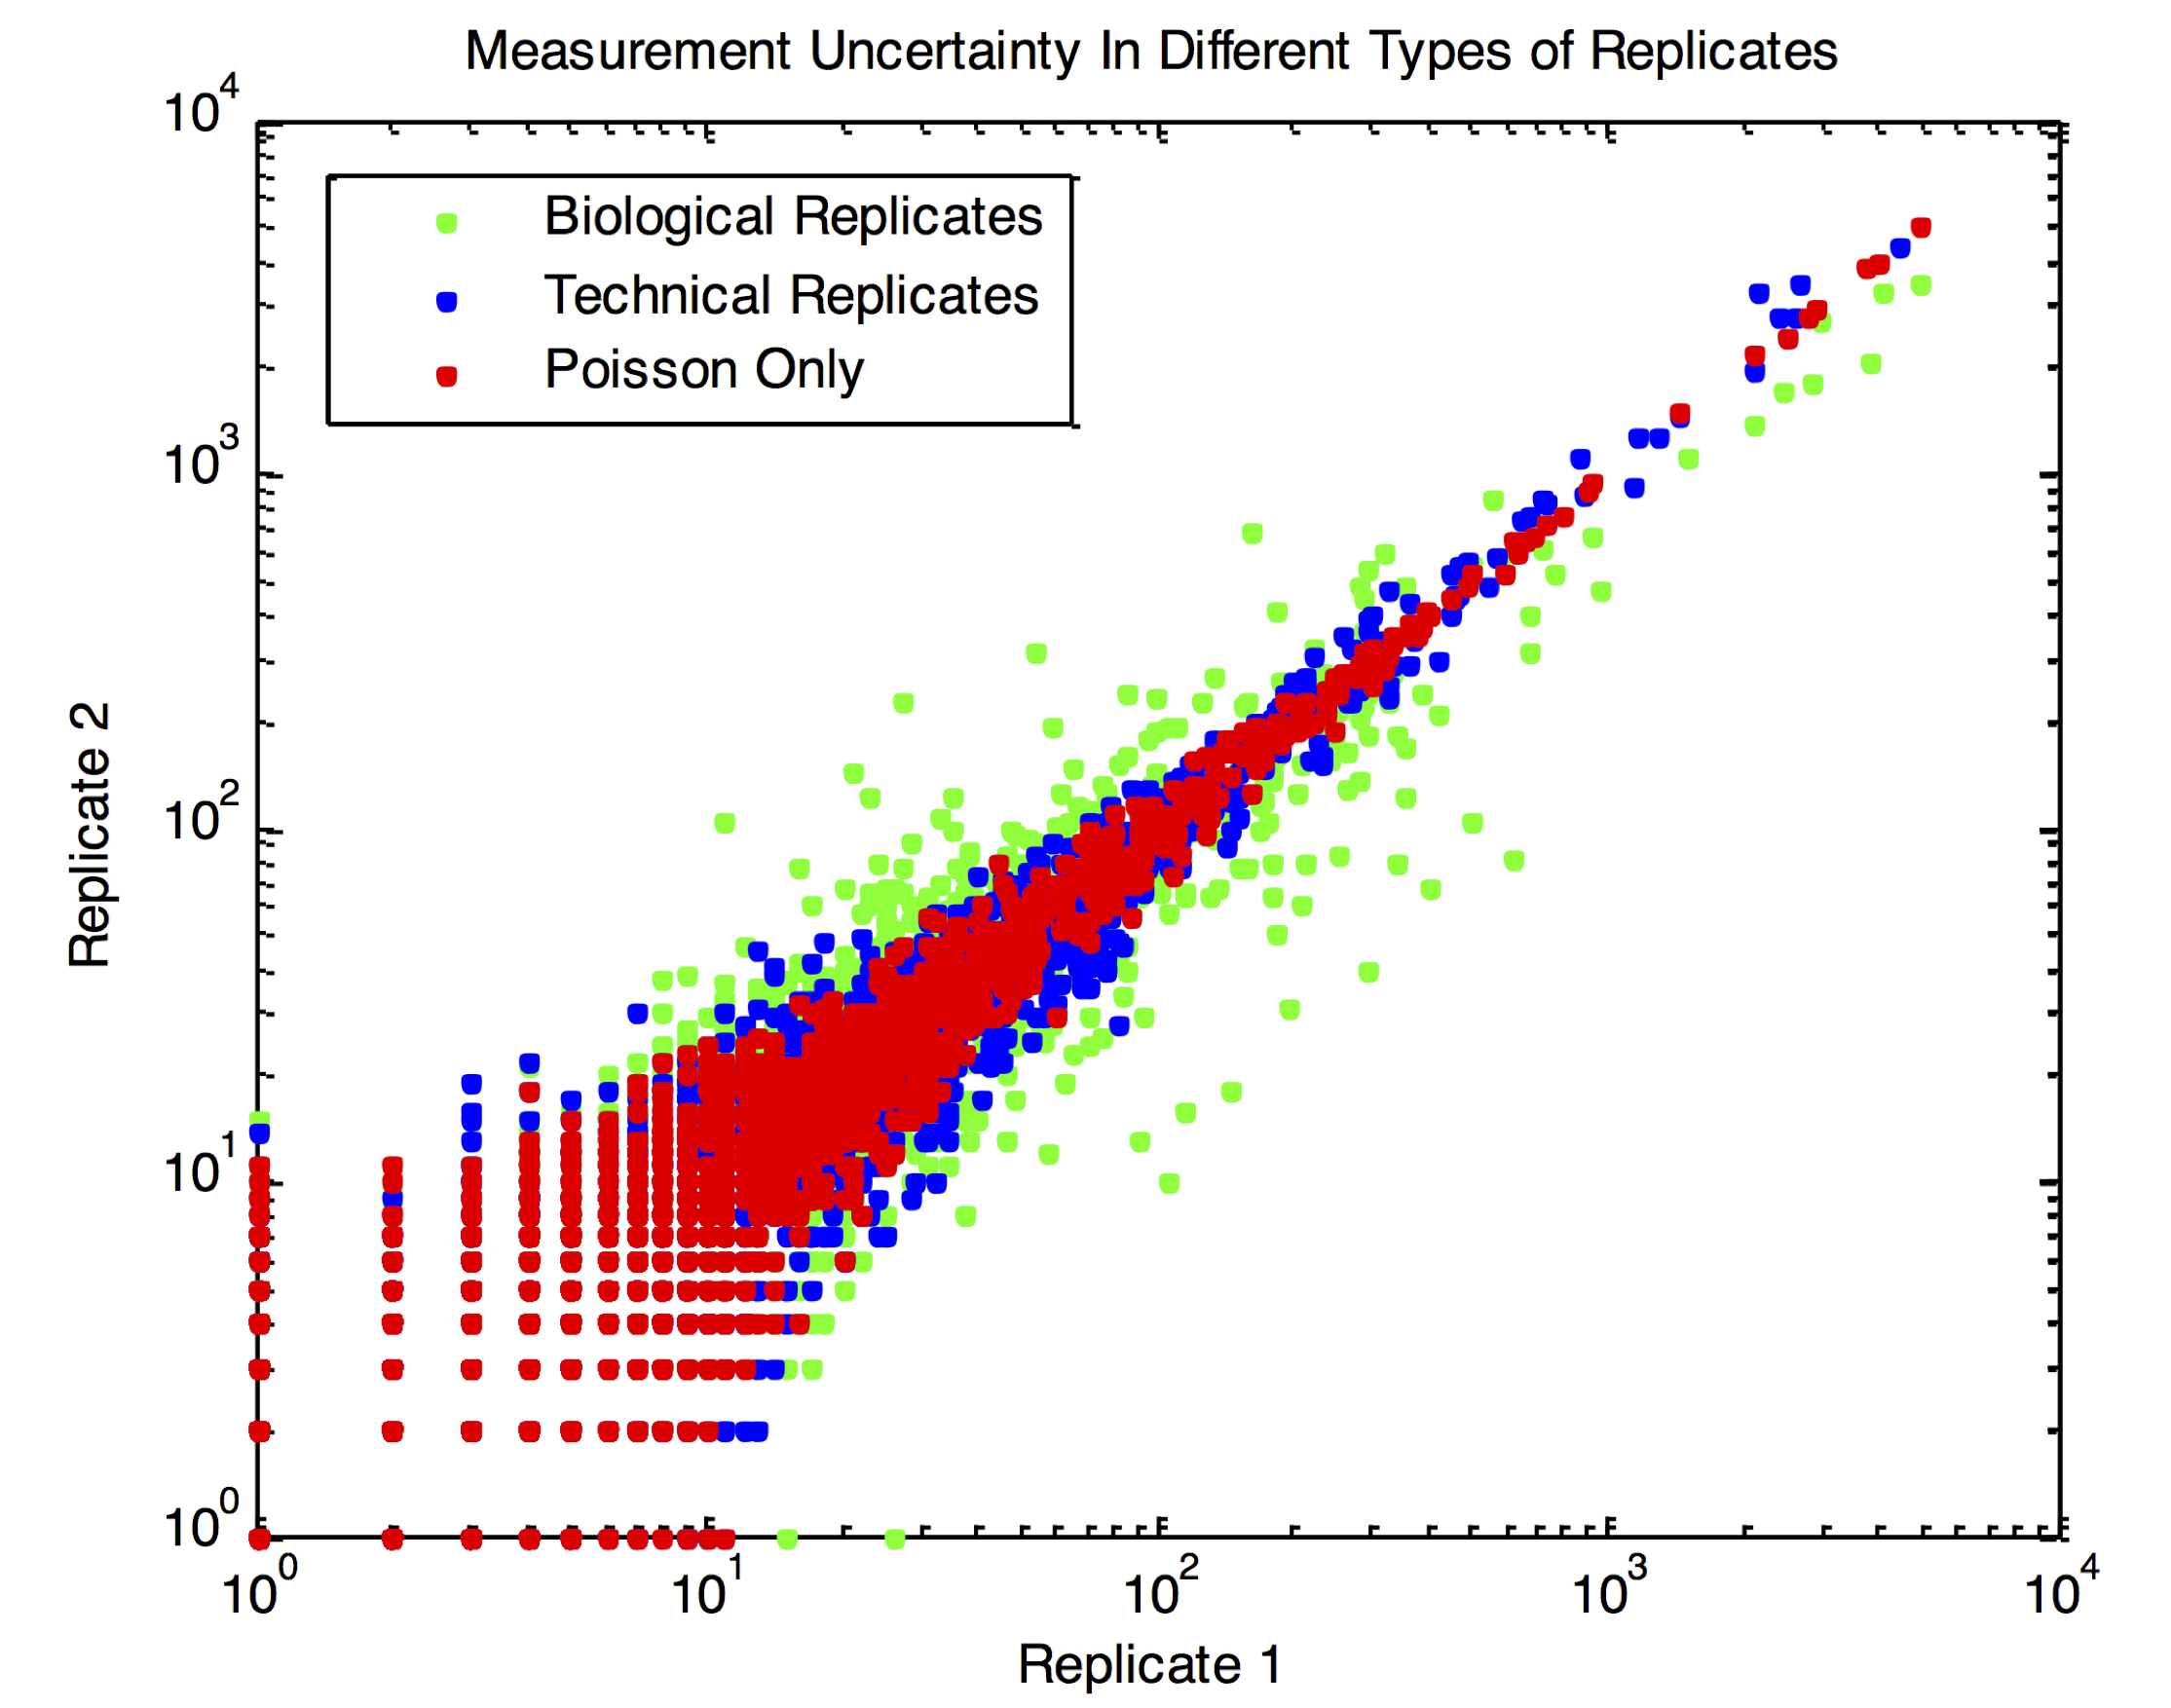 Measurement Uncertainty In Different Types of Replicates
10^4
Biological Replicates
Technical Replicates
Poisson Only
10^3
10^2
10^1
10^0
Replicate 2
10^0 10^1 10^2 10^3 10^4
Replicate 1